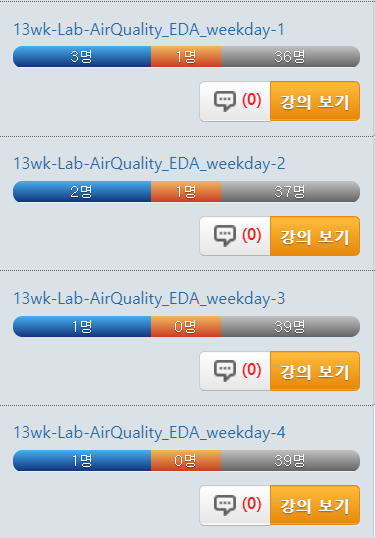 13wk-Lab-AirQuality_EDA_weekday-1
3명 1명 36명
(0) 강의 보기
13wk-Lab-AirQuality_EDA_weekday-2
2명 1명 37명
(0) 강의 보기
13wk-Lab-AirQuality_EDA_weekday-3
1명 0명 39명
(0) 강의 보기
13wk-Lab-AirQuality_EDA_weekday-4
1명 0명 39명
(0) 강의 보기